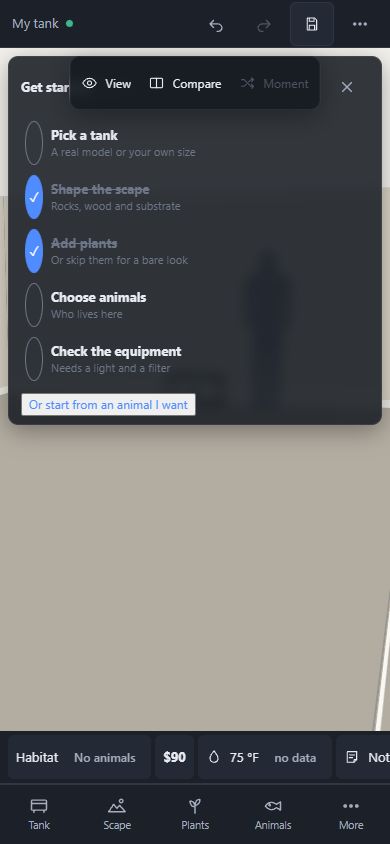 My tank
Get star
View
Compare
Moment
Pick a tank
A real model or your own size
Shape the scape
Rocks, wood and substrate
Add plants
Or skip them for a bare look
Choose animals
Who lives here
Check the equipment
Needs a light and a filter
Or start from an animal I want
Habitat No animals
$90
75 °F no data
Not
Tank
Scape
Plants
Animals
More